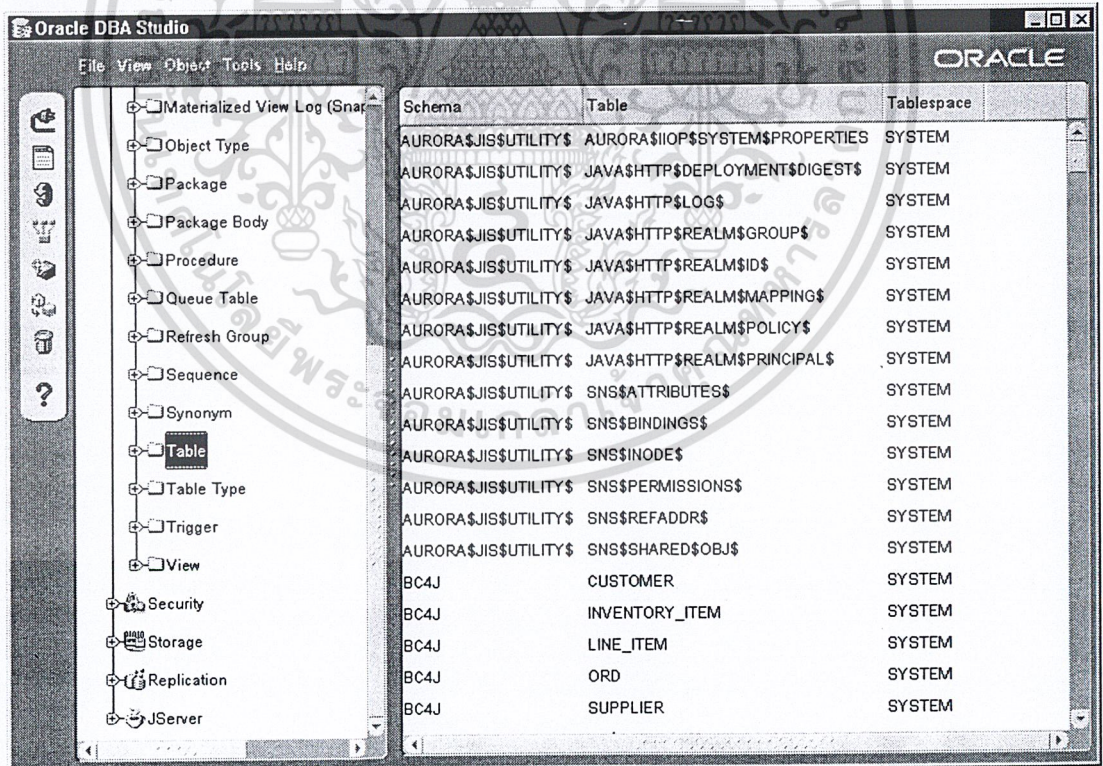 Oracle DBA Studio
File View Object Tools Help
ORACLE
Materialized View Log (Snap
Object Type
Package
Package Body
Procedure
Queue Table
Refresh Group
Sequence
Synonym
Table
Table Type
Trigger
View
Security
Storage
Replication
JServer
Schema Table Tablespace
AURORA$JIS$UTILITY$ AURORA$IIOP$SYSTEM$PROPERTIES SYSTEM
AURORA$JIS$UTILITY$ JAVA$HTTP$DEPLOYMENT$DIGEST$ SYSTEM
AURORA$JIS$UTILITY$ JAVA$HTTP$LOG$ SYSTEM
AURORA$JIS$UTILITY$ JAVA$HTTP$REALM$GROUP$ SYSTEM
AURORA$JIS$UTILITY$ JAVA$HTTP$REALM$ID$ SYSTEM
AURORA$JIS$UTILITY$ JAVA$HTTP$REALM$MAPPING$ SYSTEM
AURORA$JIS$UTILITY$ JAVA$HTTP$REALM$POLICY$ SYSTEM
AURORA$JIS$UTILITY$ JAVA$HTTP$REALM$PRINCIPAL$ SYSTEM
AURORA$JIS$UTILITY$ SNS$ATTRIBUTES$ SYSTEM
AURORA$JIS$UTILITY$ SNS$BINDINGS$ SYSTEM
AURORA$JIS$UTILITY$ SNS$INODE$ SYSTEM
AURORA$JIS$UTILITY$ SNS$PERMISSIONS$ SYSTEM
AURORA$JIS$UTILITY$ SNS$REFADDR$ SYSTEM
AURORA$JIS$UTILITY$ SNS$SHARED$OBJ$ SYSTEM
BC4J CUSTOMER SYSTEM
BC4J INVENTORY_ITEM SYSTEM
BC4J LINE_ITEM SYSTEM
BC4J ORD SYSTEM
BC4J SUPPLIER SYSTEM